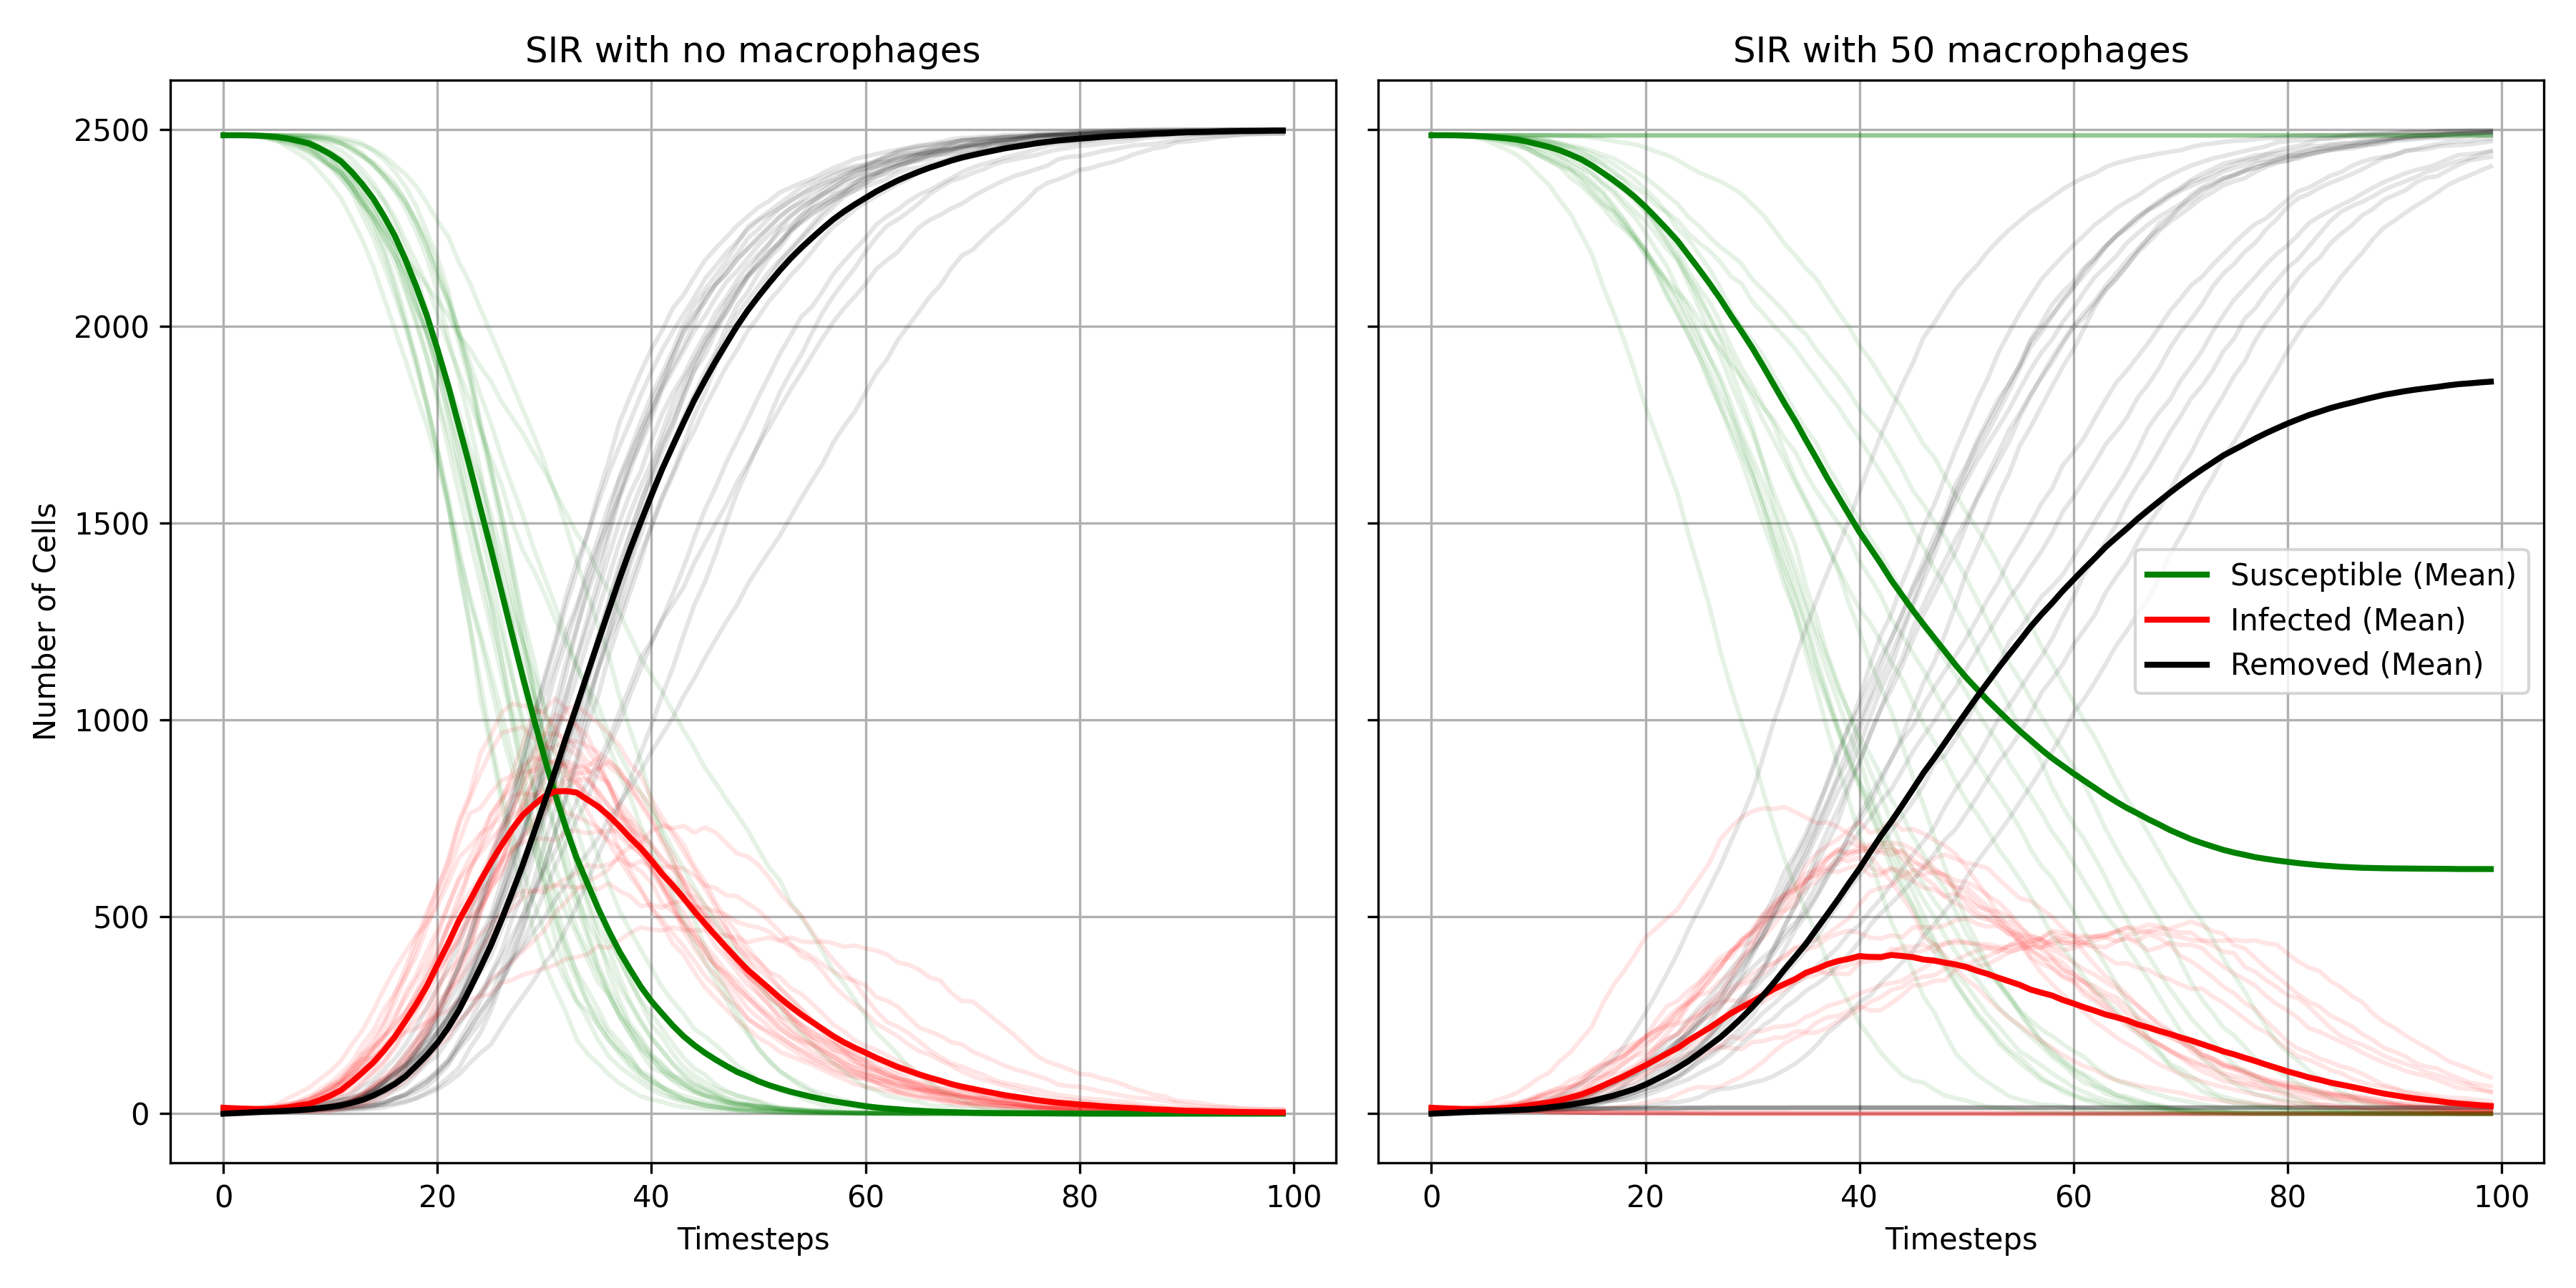 SIR with no macrophages
SIR with 50 macrophages
Number of Cells
2500
2000
1500
1000
500
0
0 20 40 60 80 100
0 20 40 60 80 100
Timesteps
Timesteps
Susceptible (Mean)
Infected (Mean)
Removed (Mean)